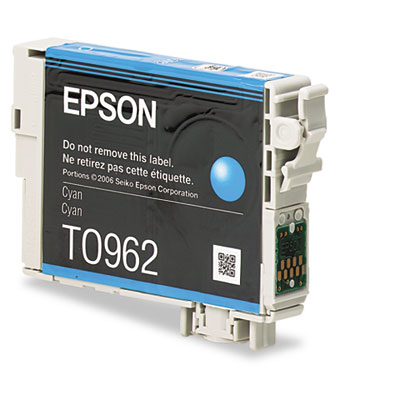 EPSON
Do not remove this label.
Ne retirez pas cette étiquette.
Portions ©2006 Seiko Epson Corporation
Cyan
Cyan
T0962